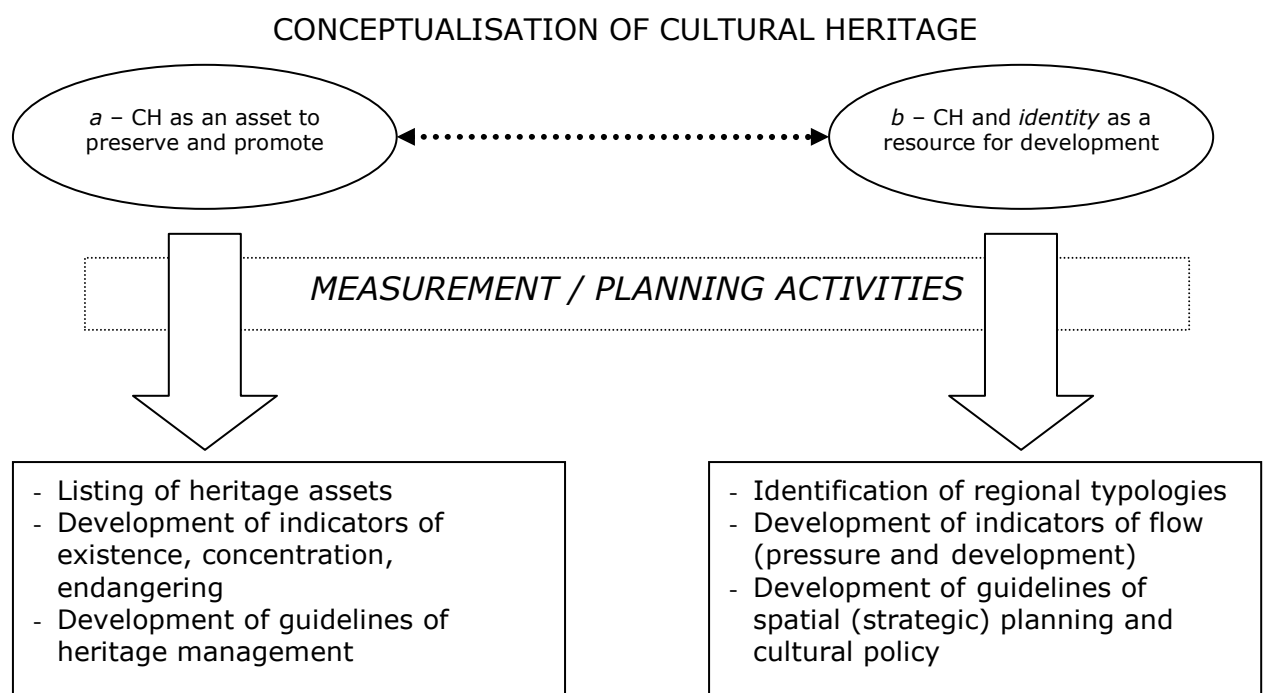 CONCEPTUALISATION OF CULTURAL HERITAGE
a – CH as an asset to
preserve and promote
b – CH and identity as a
resource for development
MEASUREMENT / PLANNING ACTIVITIES
- Listing of heritage assets
- Development of indicators of
existence, concentration,
endangering
- Development of guidelines of
heritage management
- Identification of regional typologies
- Development of indicators of flow
(pressure and development)
- Development of guidelines of
spatial (strategic) planning and
cultural policy